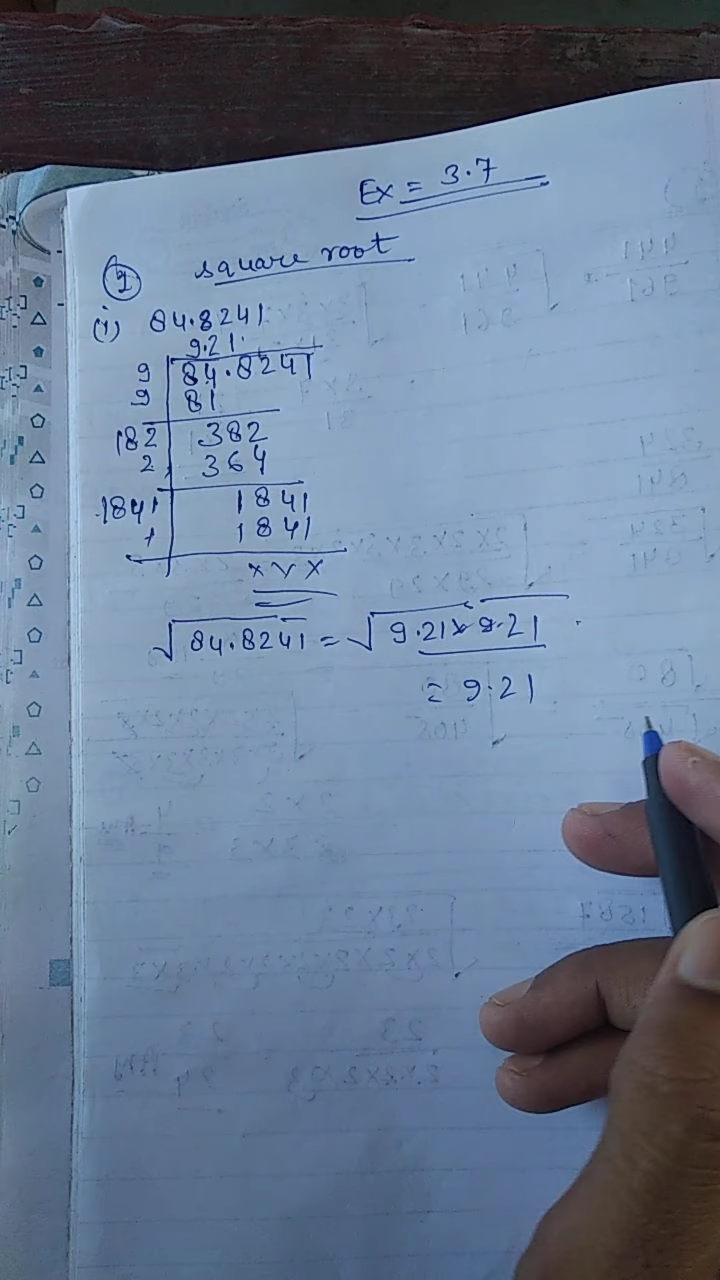 Ex = 3.7
square root
(i) 84.8241
9.21
9 84.8241
9 81
182 382
2 364
1841 1841
1 1841
x v x
√84.8241 = √9.21 x 9.21
= 9.21